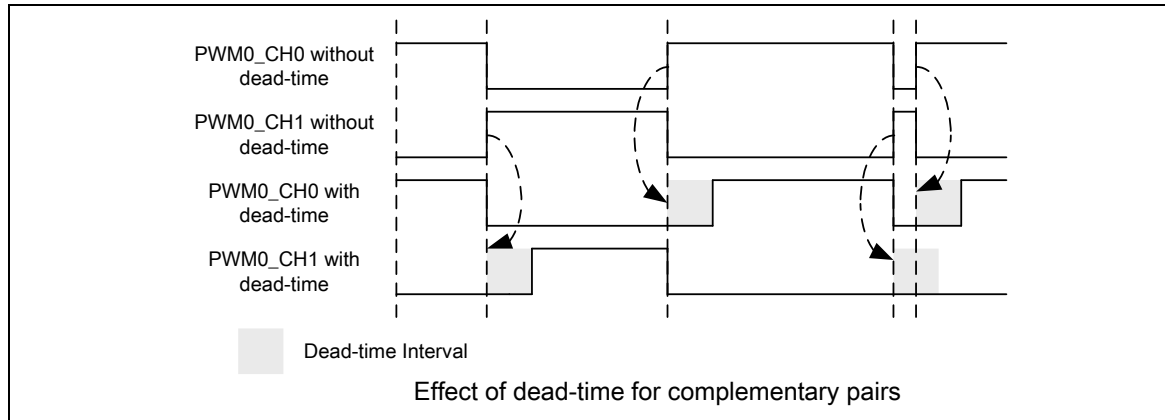 PWM0_CH0 without
dead-time
PWM0_CH1 without
dead-time
PWM0_CH0 with
dead-time
PWM0_CH1 with
dead-time
Dead-time Interval
Effect of dead-time for complementary pairs